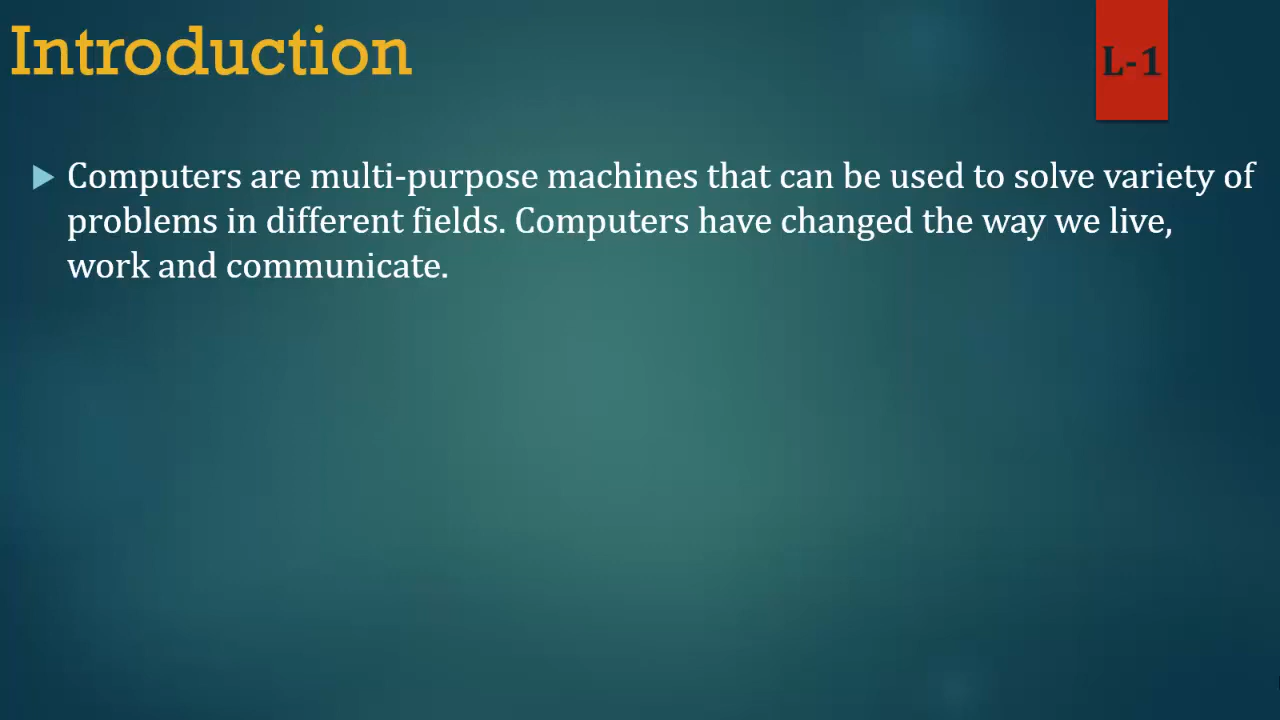 Introduction
L-1
Computers are multi-purpose machines that can be used to solve variety of
problems in different fields. Computers have changed the way we live,
work and communicate.